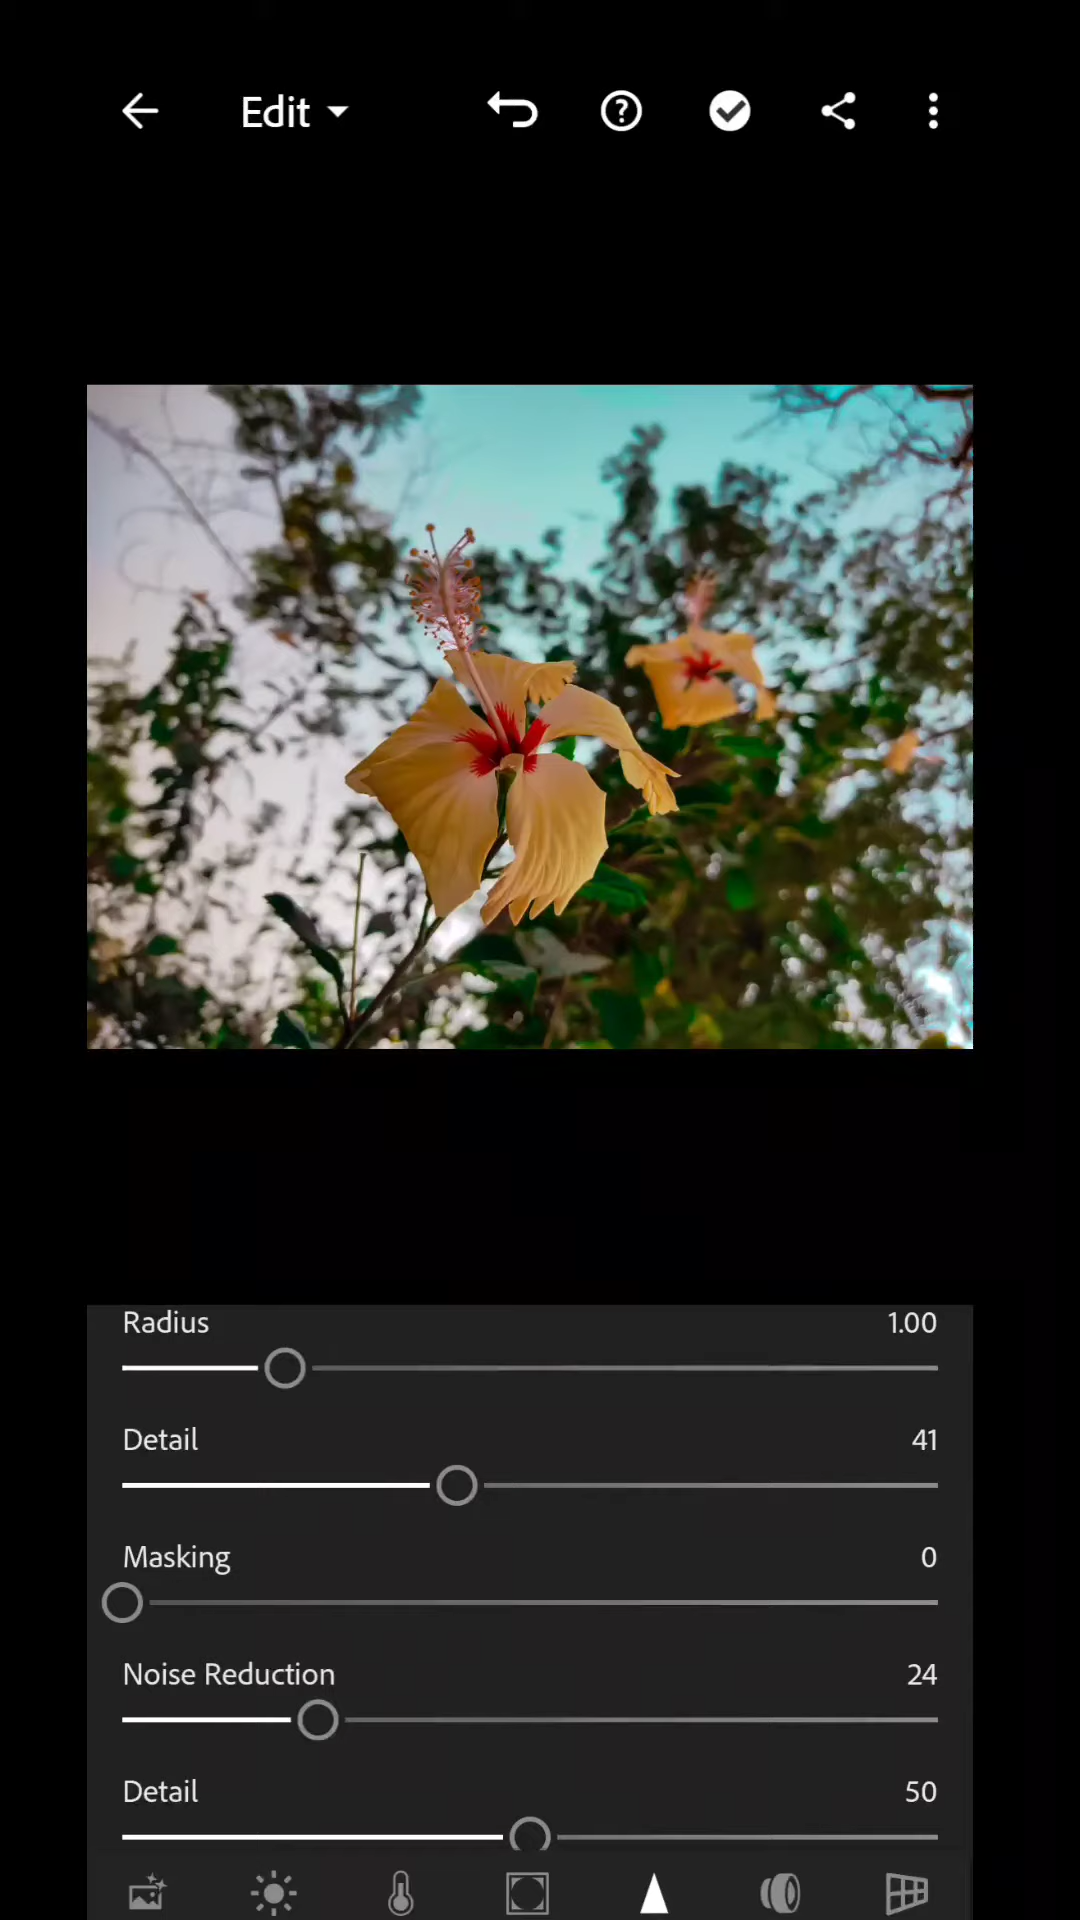 Edit
Radius 1.00
Detail 41
Masking 0
Noise Reduction 24
Detail 50